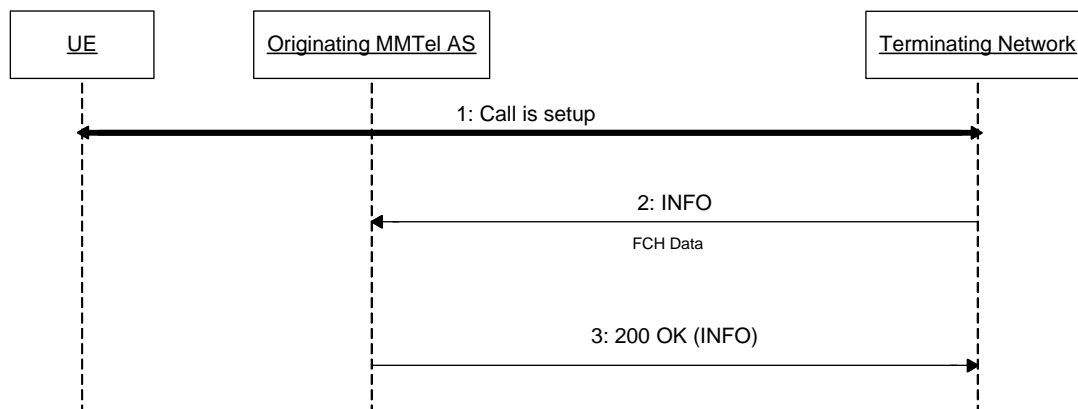 UE
Originating MMTel AS
Terminating Network
1: Call is setup
2: INFO
FCH Data
3: 200 OK (INFO)